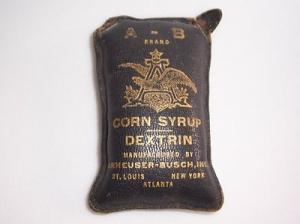 A - B
BRAND
A
CORN SYRUP
DEXTRIN
MANUFACTURED BY
ANHEUSER-BUSCH, INC.
ST. LOUIS NEW YORK
ATLANTA